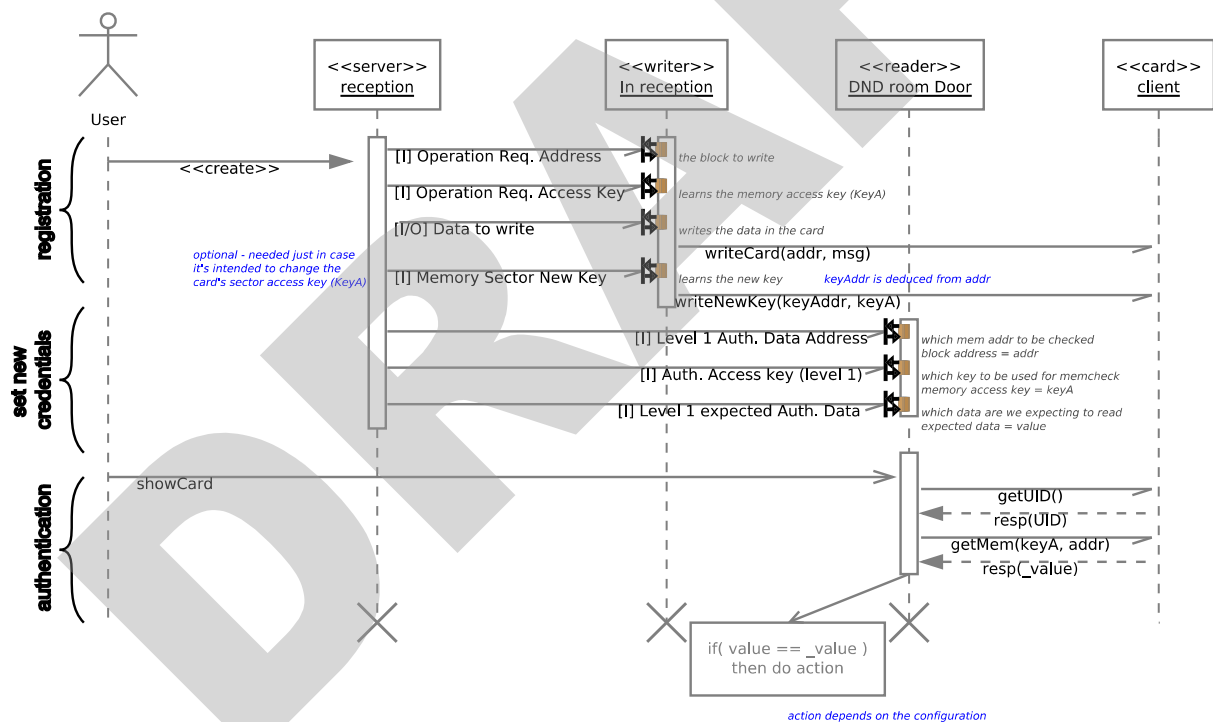 <<server>>
reception
<<writer>>
In reception
<<reader>>
DND room Door
<<card>>
client
User
registration
<<create>>
[I] Operation Req. Address
the block to write
[I] Operation Req. Access Key
learns the memory access key (KeyA)
[I/O] Data to write
writes the data in the card
writeCard(addr, msg)
optional - needed just in case
it's intended to change the
card's sector access key (KeyA)
[I] Memory Sector New Key
learns the new key
keyAddr is deduced from addr
writeNewKey(keyAddr, keyA)
set new
credentials
[I] Level 1 Auth. Data Address
which mem addr to be checked
block address = addr
[I] Auth. Access key (level 1)
which key to be used for memcheck
memory access key = keyA
[I] Level 1 expected Auth. Data
which data are we expecting to read
expected data = value
authentication
showCard
getUID()
resp(UID)
getMem(keyA, addr)
resp(_value)
if( value == _value )
then do action
action depends on the configuration
DRAF